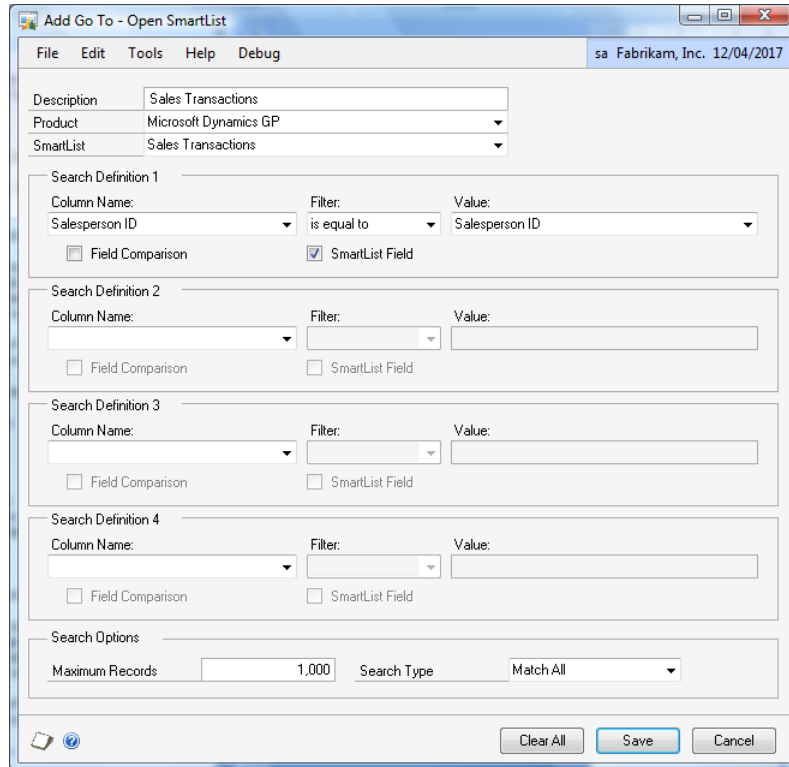 Add Go To - Open SmartList
File Edit Tools Help Debug sa Fabrikam, Inc. 12/04/2017
Description Sales Transactions
Product Microsoft Dynamics GP
SmartList Sales Transactions
Search Definition 1
Column Name: Filter: Value:
Salesperson ID is equal to Salesperson ID
Field Comparison SmartList Field
Search Definition 2
Column Name: Filter: Value:
Field Comparison SmartList Field
Search Definition 3
Column Name: Filter: Value:
Field Comparison SmartList Field
Search Definition 4
Column Name: Filter: Value:
Field Comparison SmartList Field
Search Options
Maximum Records 1,000 Search Type Match All
Clear All Save Cancel